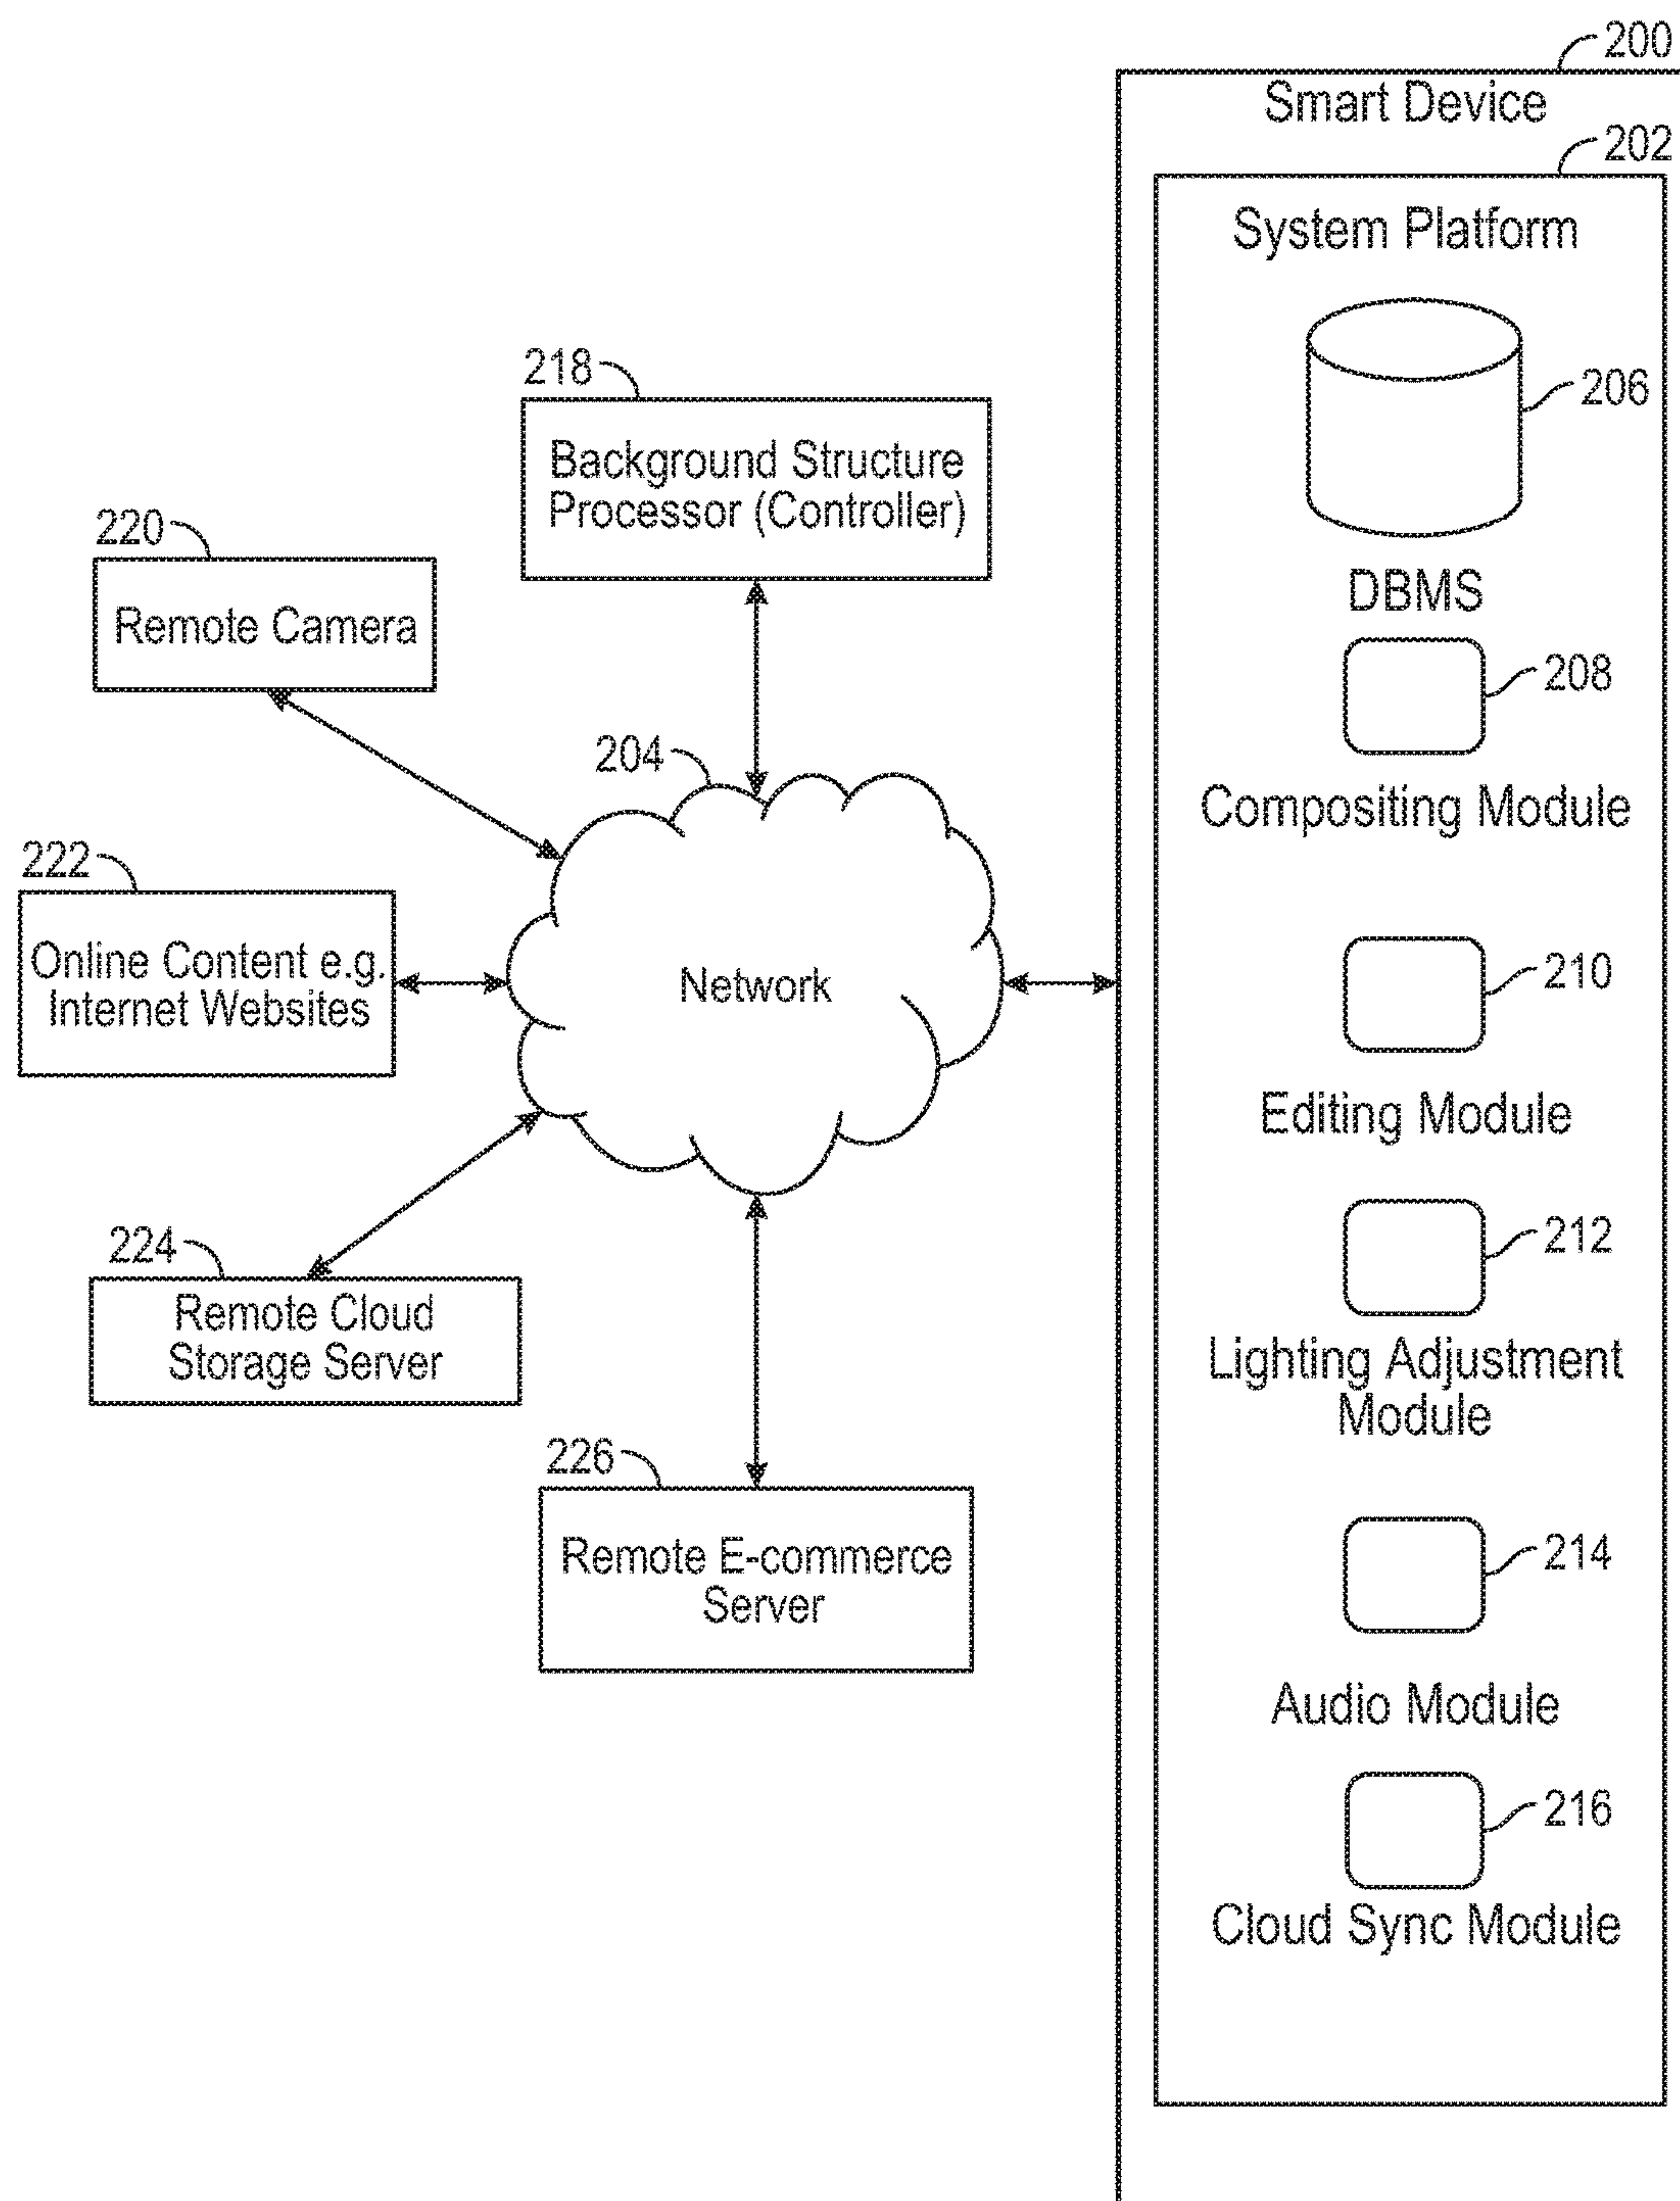 200
Smart Device
202
System Platform
206
DBMS
208
Compositing Module
210
Editing Module
212
Lighting Adjustment
Module
214
Audio Module
216
Cloud Sync Module
218
Background Structure
Processor (Controller)
220
Remote Camera
204
Network
222
Online Content e.g.
Internet Websites
224
Remote Cloud
Storage Server
226
Remote E-commerce
Server